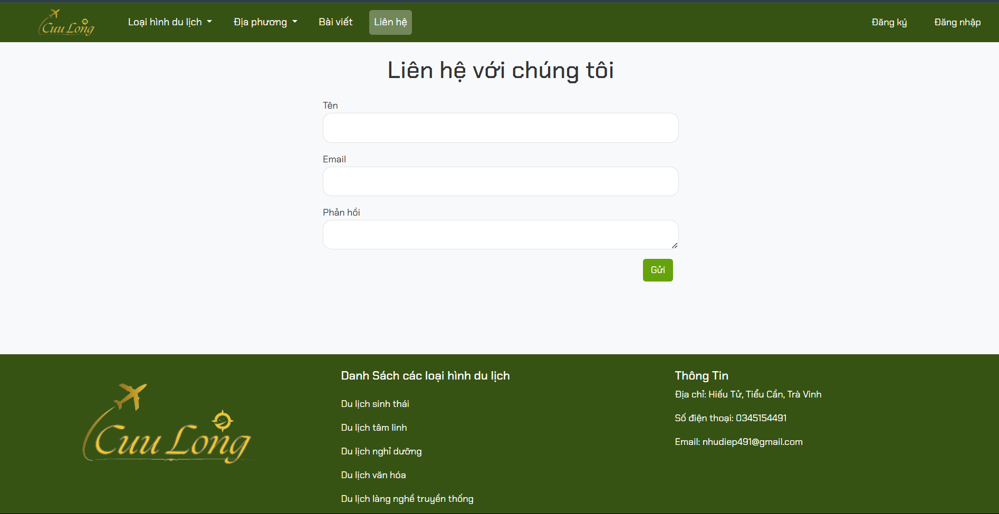 Cuu Long
Loại hình du lịch
Địa phương
Bài viết
Liên hệ
Đăng ký
Đăng nhập
Liên hệ với chúng tôi
Tên
Email
Phản hồi
Gửi
Cuu Long
Danh Sách các loại hình du lịch
Du lịch sinh thái
Du lịch tâm linh
Du lịch nghỉ dưỡng
Du lịch văn hóa
Du lịch làng nghề truyền thống
Thông Tin
Địa chỉ: Hiếu Tử, Tiểu Cần, Trà Vinh
Số điện thoại: 0345154491
Email: nhudiep491@gmail.com